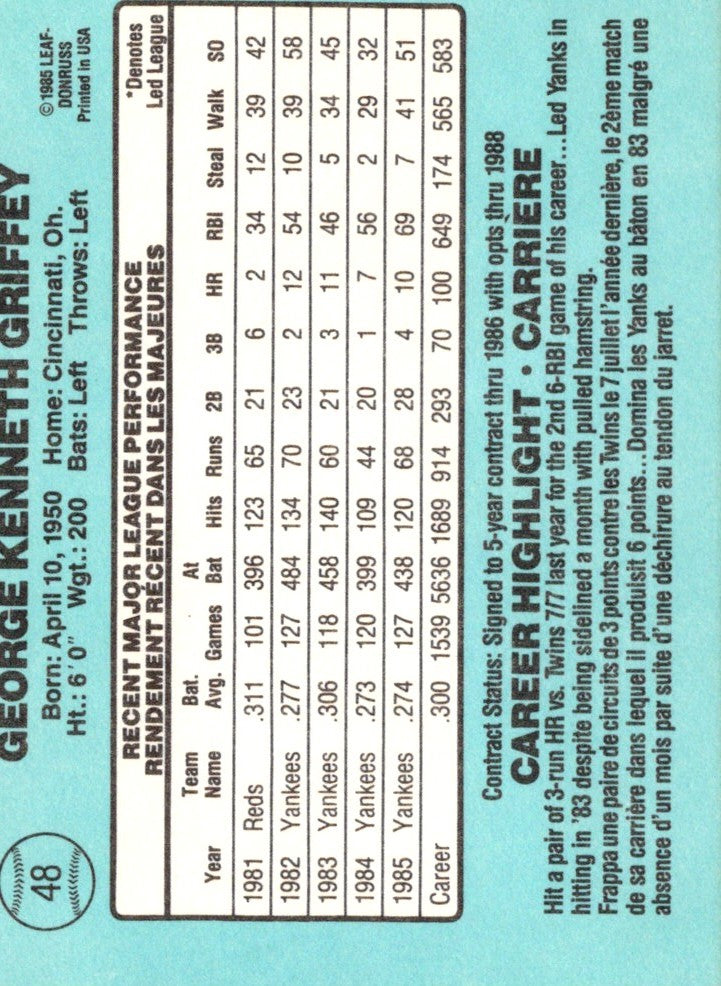 48
GEORGE KENNETH GRIFFEY
Born: April 10, 1950 Home: Cincinnati, Oh.
Ht.: 6'0" Wgt.: 200 Bats: Left Throws: Left
© 1985 LEAF-
DONRUSS
Printed in USA
RECENT MAJOR LEAGUE PERFORMANCE
RENDEMENT RÉCENT DANS LES MAJEURES
*Denotes
Led League
Team Bat. At
Year Name Avg. Games Bat Hits Runs 2B 3B HR RBI Steal Walk SO
1981 Reds .311 101 396 123 65 21 6 2 34 12 39 42
1982 Yankees .277 127 484 134 70 23 2 12 54 10 39 58
1983 Yankees .306 118 458 140 60 21 3 11 46 5 34 45
1984 Yankees .273 120 399 109 44 20 1 7 56 2 29 32
1985 Yankees .274 127 438 120 68 28 4 10 69 7 41 51
Career .300 1539 5636 1689 914 293 70 100 649 174 565 583
Contract Status: Signed to 5-year contract thru 1986 with opts thru 1988
CAREER HIGHLIGHT • CARRIÈRE
Hit a pair of 3-run HR vs. Twins 7/7 last year for the 2nd 6-RBI game of his career...Led Yanks in
hitting in '83 despite being sidelined a month with pulled hamstring.
Frappa une paire de circuits de 3 points contre les Twins le 7 juillet l'année dernière, le 2ème match
de sa carrière dans lequel il produisit 6 points...Domina les Yanks au bâton en 83 malgré une
absence d'un mois par suite d'une déchirure au tendon du jarret.